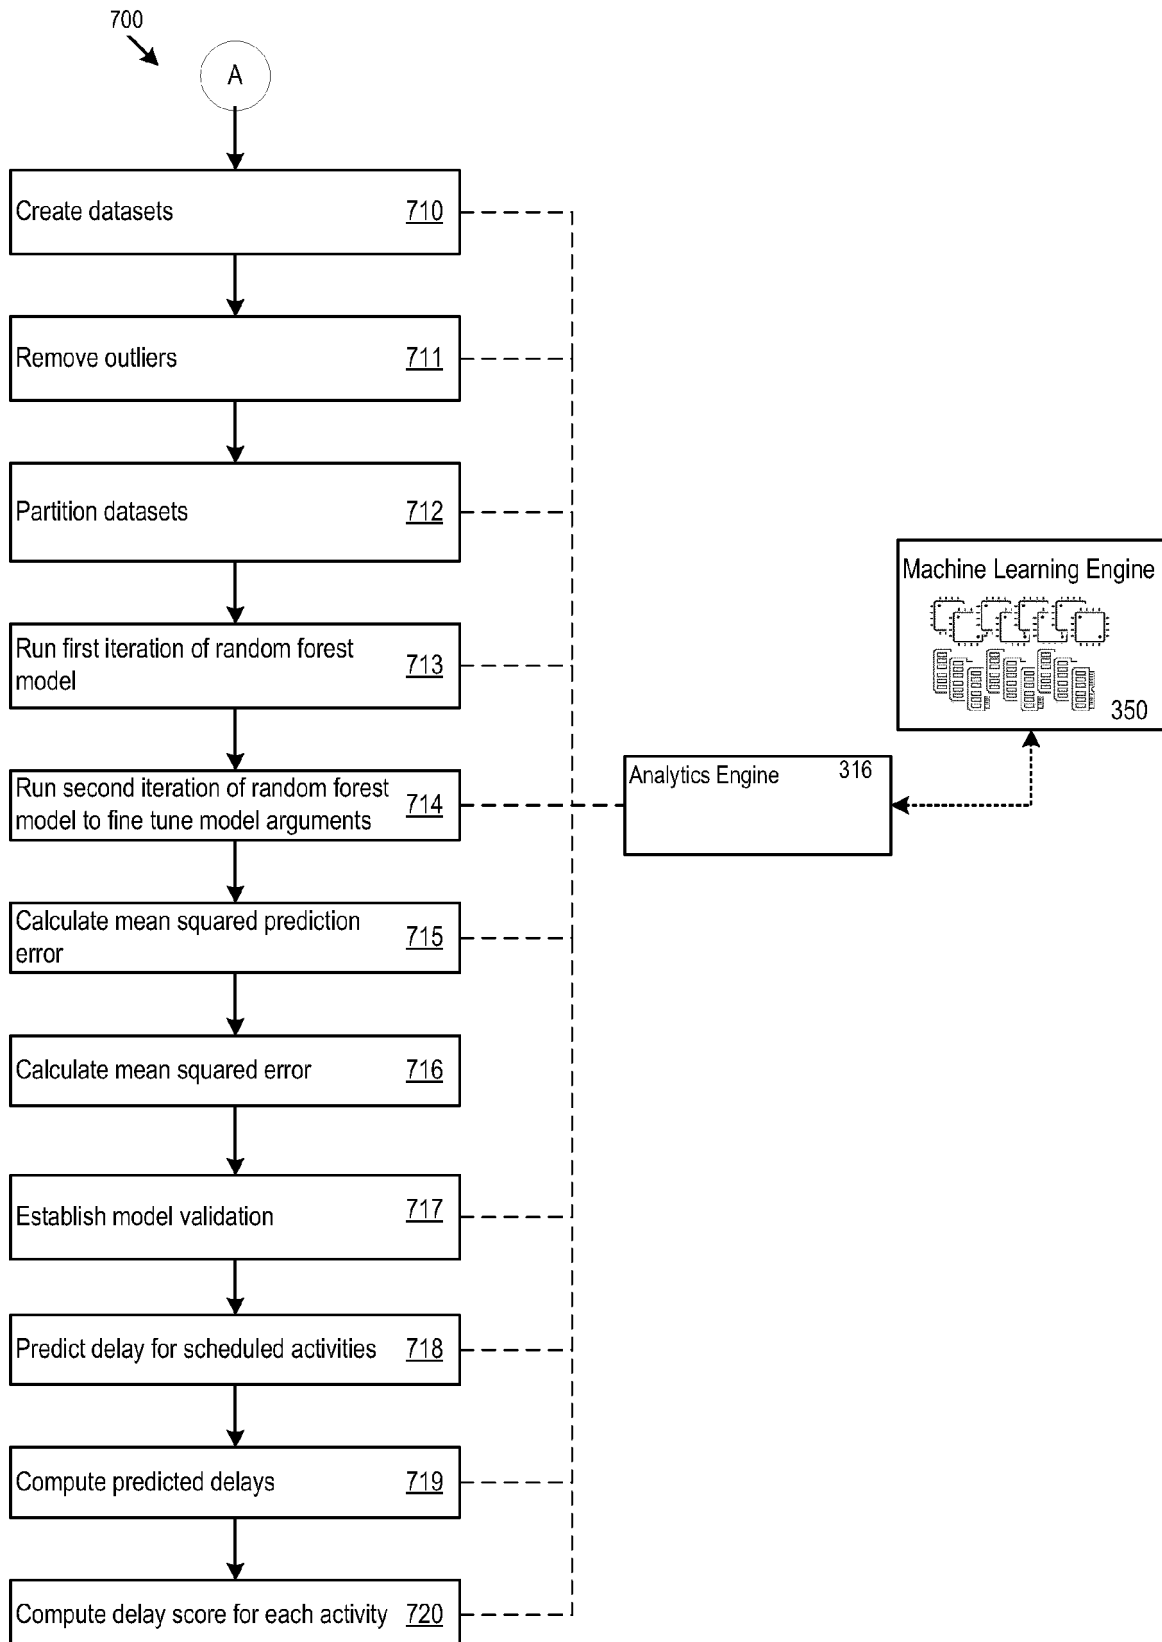 700
A
Create datasets 710
Remove outliers 711
Partition datasets 712
Run first iteration of random forest
model 713
Run second iteration of random forest
model to fine tune model arguments 714
Calculate mean squared prediction
error 715
Calculate mean squared error 716
Establish model validation 717
Predict delay for scheduled activities 718
Compute predicted delays 719
Compute delay score for each activity 720
Analytics Engine 316
Machine Learning Engine
350